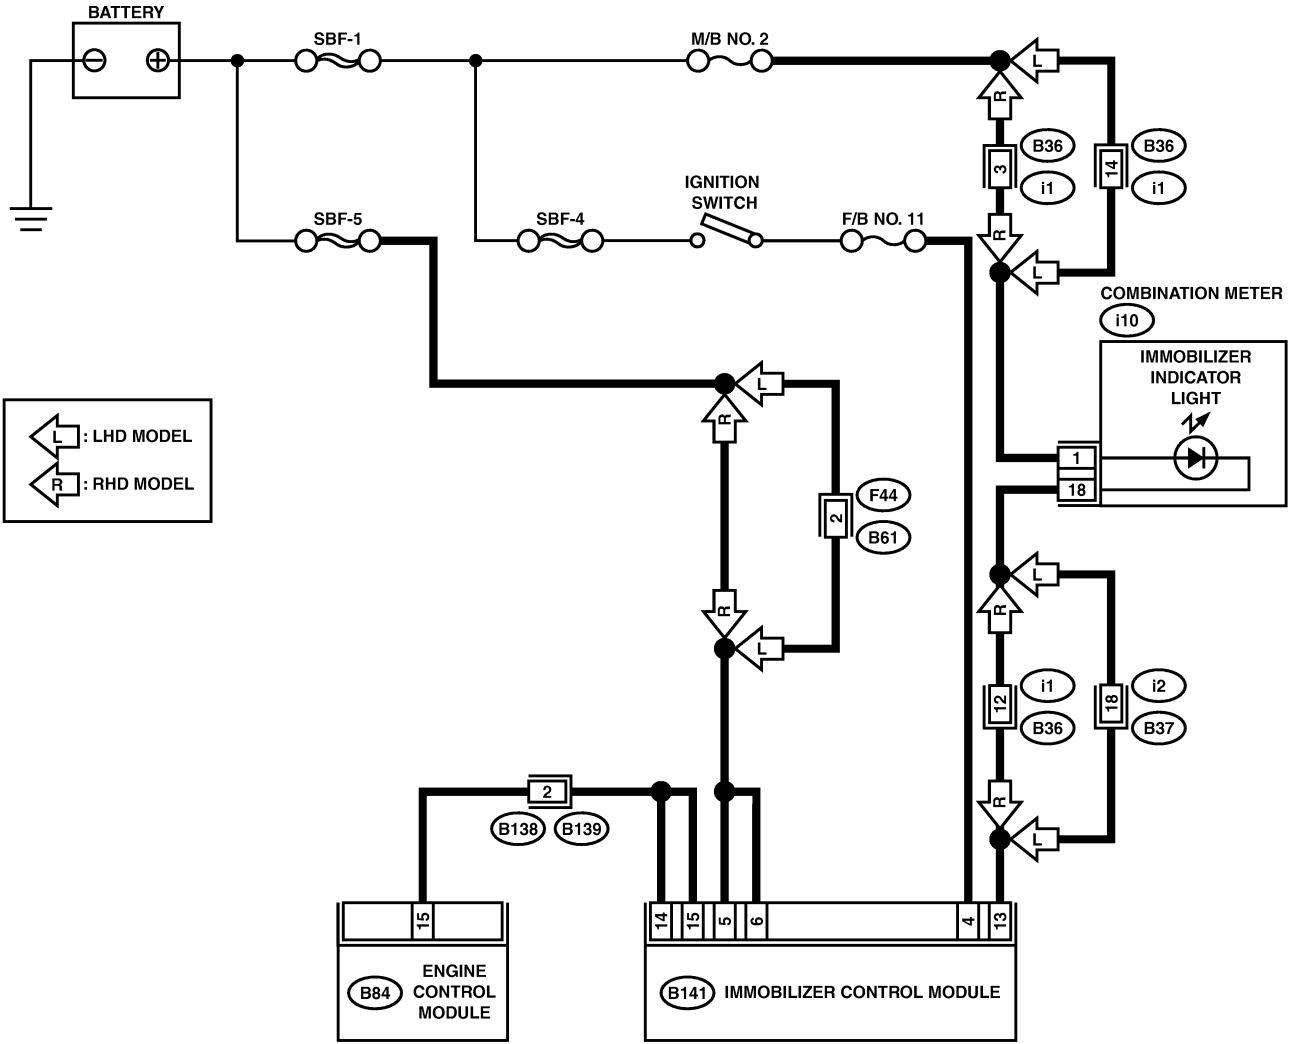 BATTERY
SBF-1
M/B NO. 2
L
R
B36
B36
3
14
i1
i1
IGNITION
SWITCH
SBF-5
SBF-4
F/B NO. 11
R
L
COMBINATION METER
i10
IMMOBILIZER
INDICATOR
LIGHT
L
R
L : LHD MODEL
R : RHD MODEL
1
18
F44
2
B61
L
R
R
L
i1
i2
12
18
B36
B37
2
R
B138
B139
L
15
14
15
5
6
4
13
B84
ENGINE
CONTROL
MODULE
B141
IMMOBILIZER CONTROL MODULE